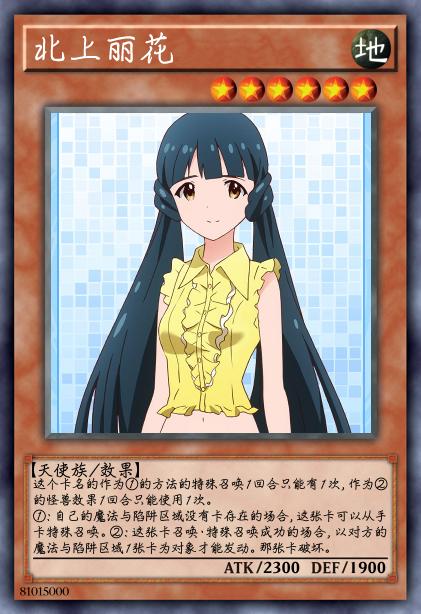 北上丽花
地
【天使族/效果】
这个卡名的作为①的方法的特殊召唤1回合只能有1次,作为②
的怪兽效果1回合只能使用1次。
①:自己的魔法与陷阱区域没有卡存在的场合,这张卡可以从手
卡特殊召唤。②:这张卡召唤·特殊召唤成功的场合,以对方的
魔法与陷阱区域1张卡为对象才能发动。那张卡破坏。
ATK/2300 DEF/1900
81015000